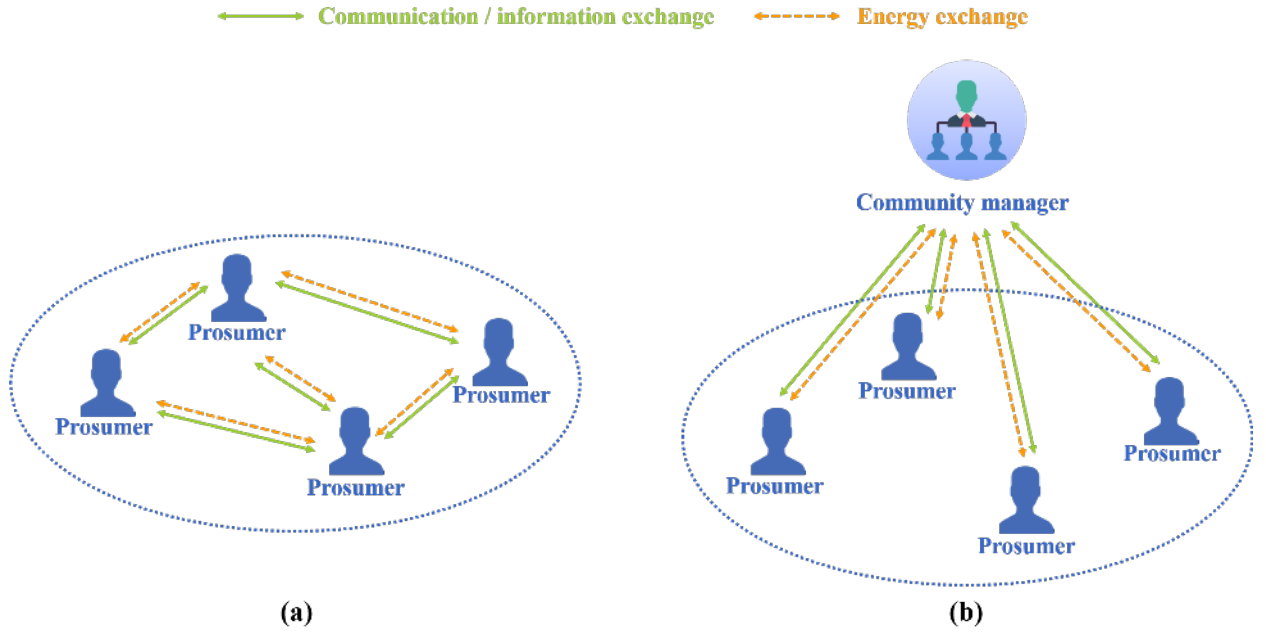 Communication / information exchange
Energy exchange
Community manager
Prosumer
Prosumer
Prosumer
Prosumer
Prosumer
Prosumer
Prosumer
Prosumer
(a)
(b)